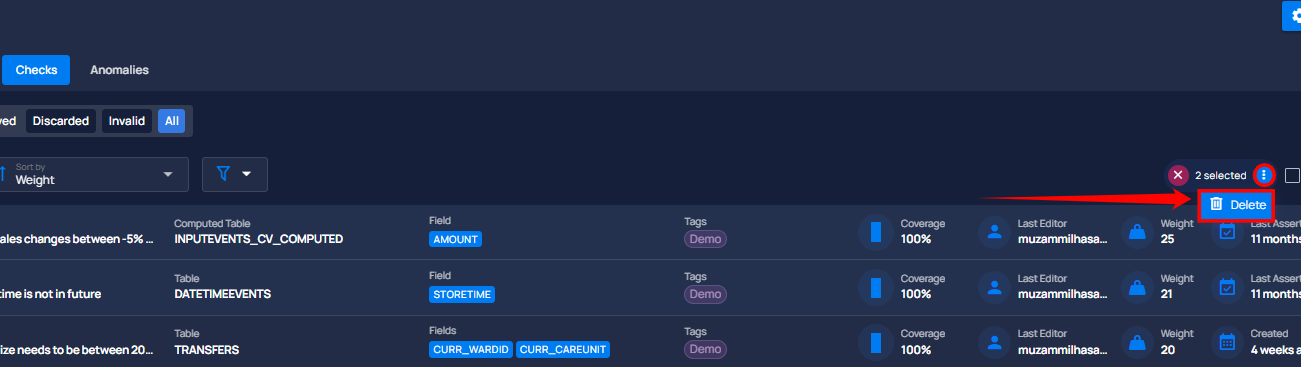 Checks Anomalies
ved Discarded Invalid All
Sort by
Weight
2 selected
Delete
Computed Table Field Tags Coverage Last Editor Weight Last Assert
ales changes between -5% ... INPUTEVENTS_CV_COMPUTED AMOUNT Demo 100% muzammilhasa... 25 11 months
Table Field Tags Coverage Last Editor Weight Last Assert
time is not in future DATETIMEEVENTS STORETIME Demo 100% muzammilhasa... 21 11 months
Table Fields Tags Coverage Last Editor Weight Created
ize needs to be between 20... TRANSFERS CURR_WARDID CURR_CAREUNIT Demo 100% muzammilhasa... 20 4 weeks a